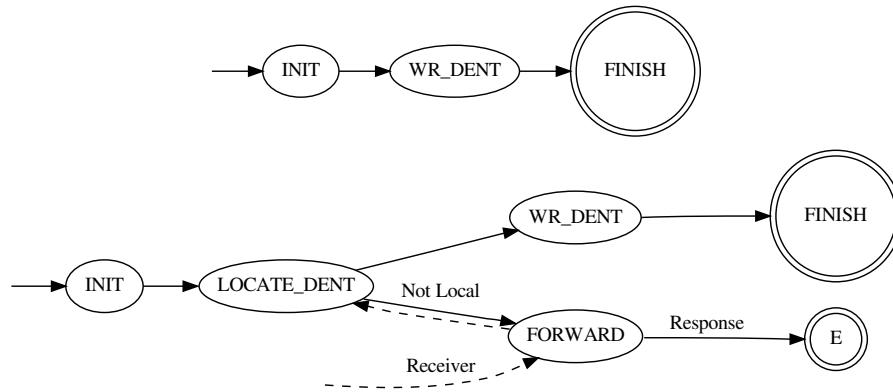 INIT WR_DENT FINISH
WR_DENT FINISH
INIT LOCATE_DENT
Not Local
FORWARD Response E
Receiver